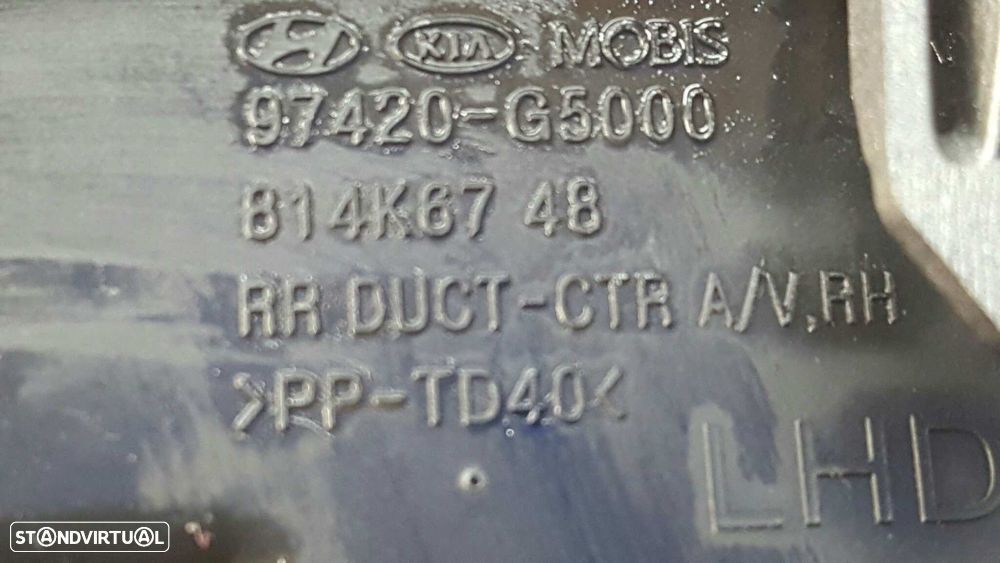 KIA MOBIS
97420-G5000
814K67 48
RR DUCT-CTR A/V,RH
>PP-TD40<
LHD
STANDVIRTUAL